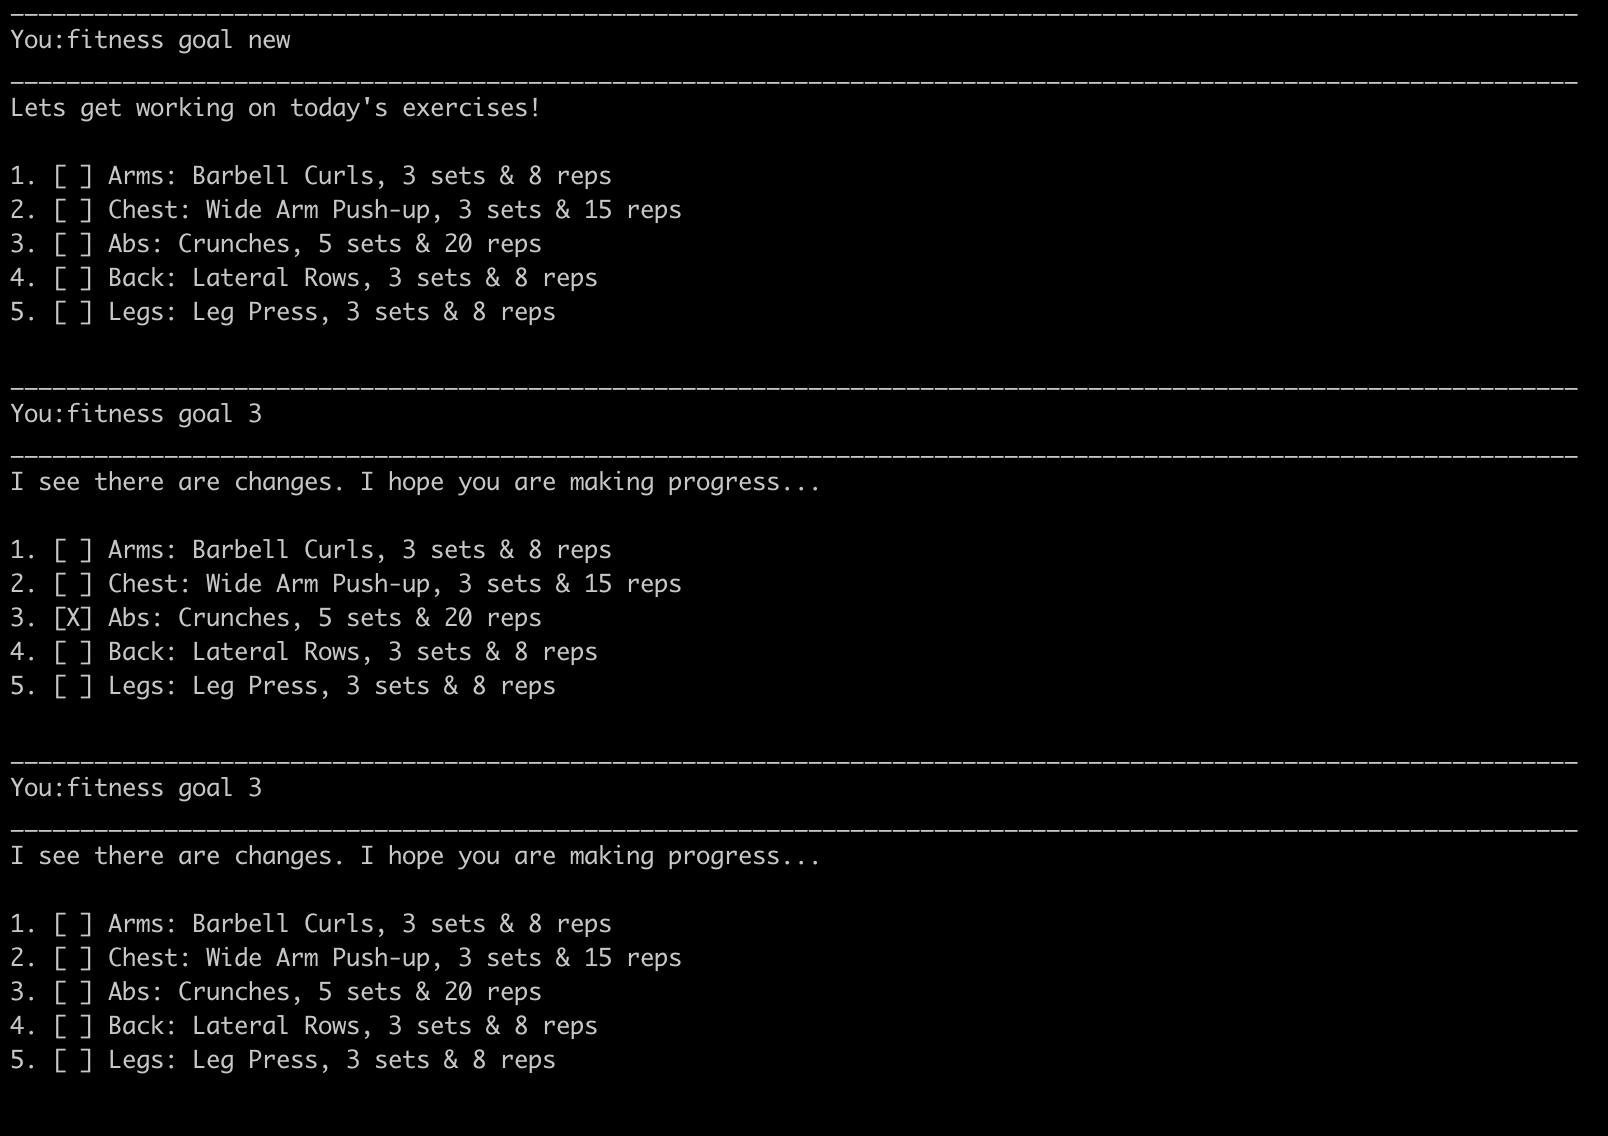 You:fitness goal new
Lets get working on today's exercises!
1. [ ] Arms: Barbell Curls, 3 sets & 8 reps
2. [ ] Chest: Wide Arm Push-up, 3 sets & 15 reps
3. [ ] Abs: Crunches, 5 sets & 20 reps
4. [ ] Back: Lateral Rows, 3 sets & 8 reps
5. [ ] Legs: Leg Press, 3 sets & 8 reps
You:fitness goal 3
I see there are changes. I hope you are making progress...
1. [ ] Arms: Barbell Curls, 3 sets & 8 reps
2. [ ] Chest: Wide Arm Push-up, 3 sets & 15 reps
3. [X] Abs: Crunches, 5 sets & 20 reps
4. [ ] Back: Lateral Rows, 3 sets & 8 reps
5. [ ] Legs: Leg Press, 3 sets & 8 reps
You:fitness goal 3
I see there are changes. I hope you are making progress...
1. [ ] Arms: Barbell Curls, 3 sets & 8 reps
2. [ ] Chest: Wide Arm Push-up, 3 sets & 15 reps
3. [ ] Abs: Crunches, 5 sets & 20 reps
4. [ ] Back: Lateral Rows, 3 sets & 8 reps
5. [ ] Legs: Leg Press, 3 sets & 8 reps